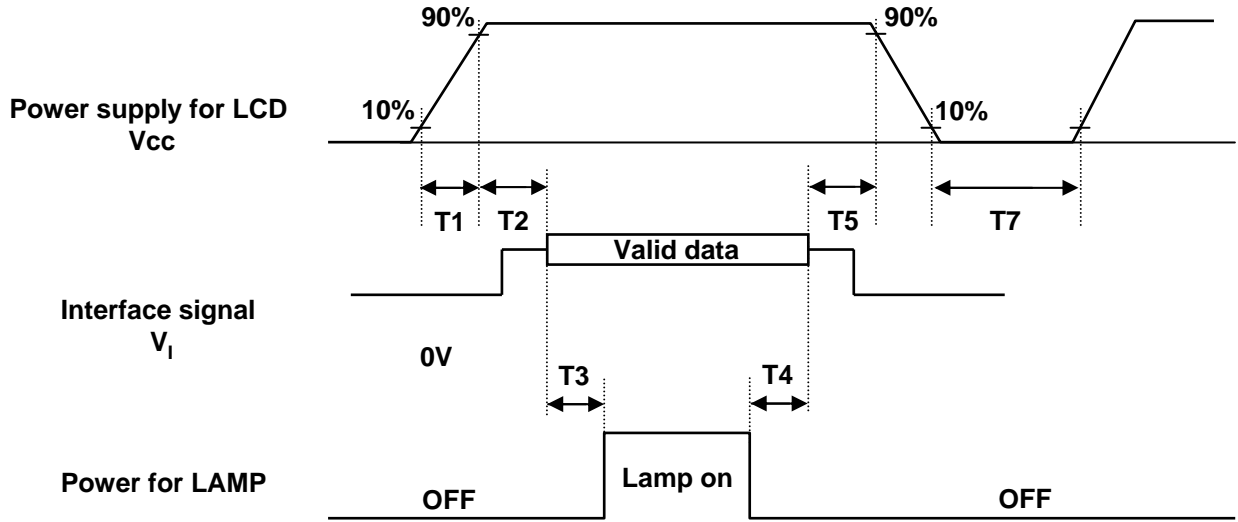 90%
90%
Power supply for LCD
Vcc
10%
10%
T1
T2
T5
T7
Valid data
Interface signal
VI
0V
T3
T4
Power for LAMP
OFF
Lamp on
OFF